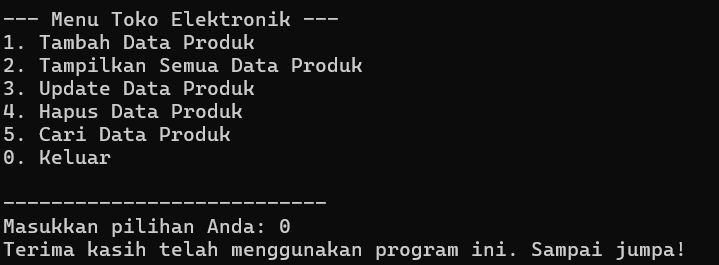 --- Menu Toko Elektronik ---
1. Tambah Data Produk
2. Tampilkan Semua Data Produk
3. Update Data Produk
4. Hapus Data Produk
5. Cari Data Produk
0. Keluar
---------------------------
Masukkan pilihan Anda: 0
Terima kasih telah menggunakan program ini. Sampai jumpa!